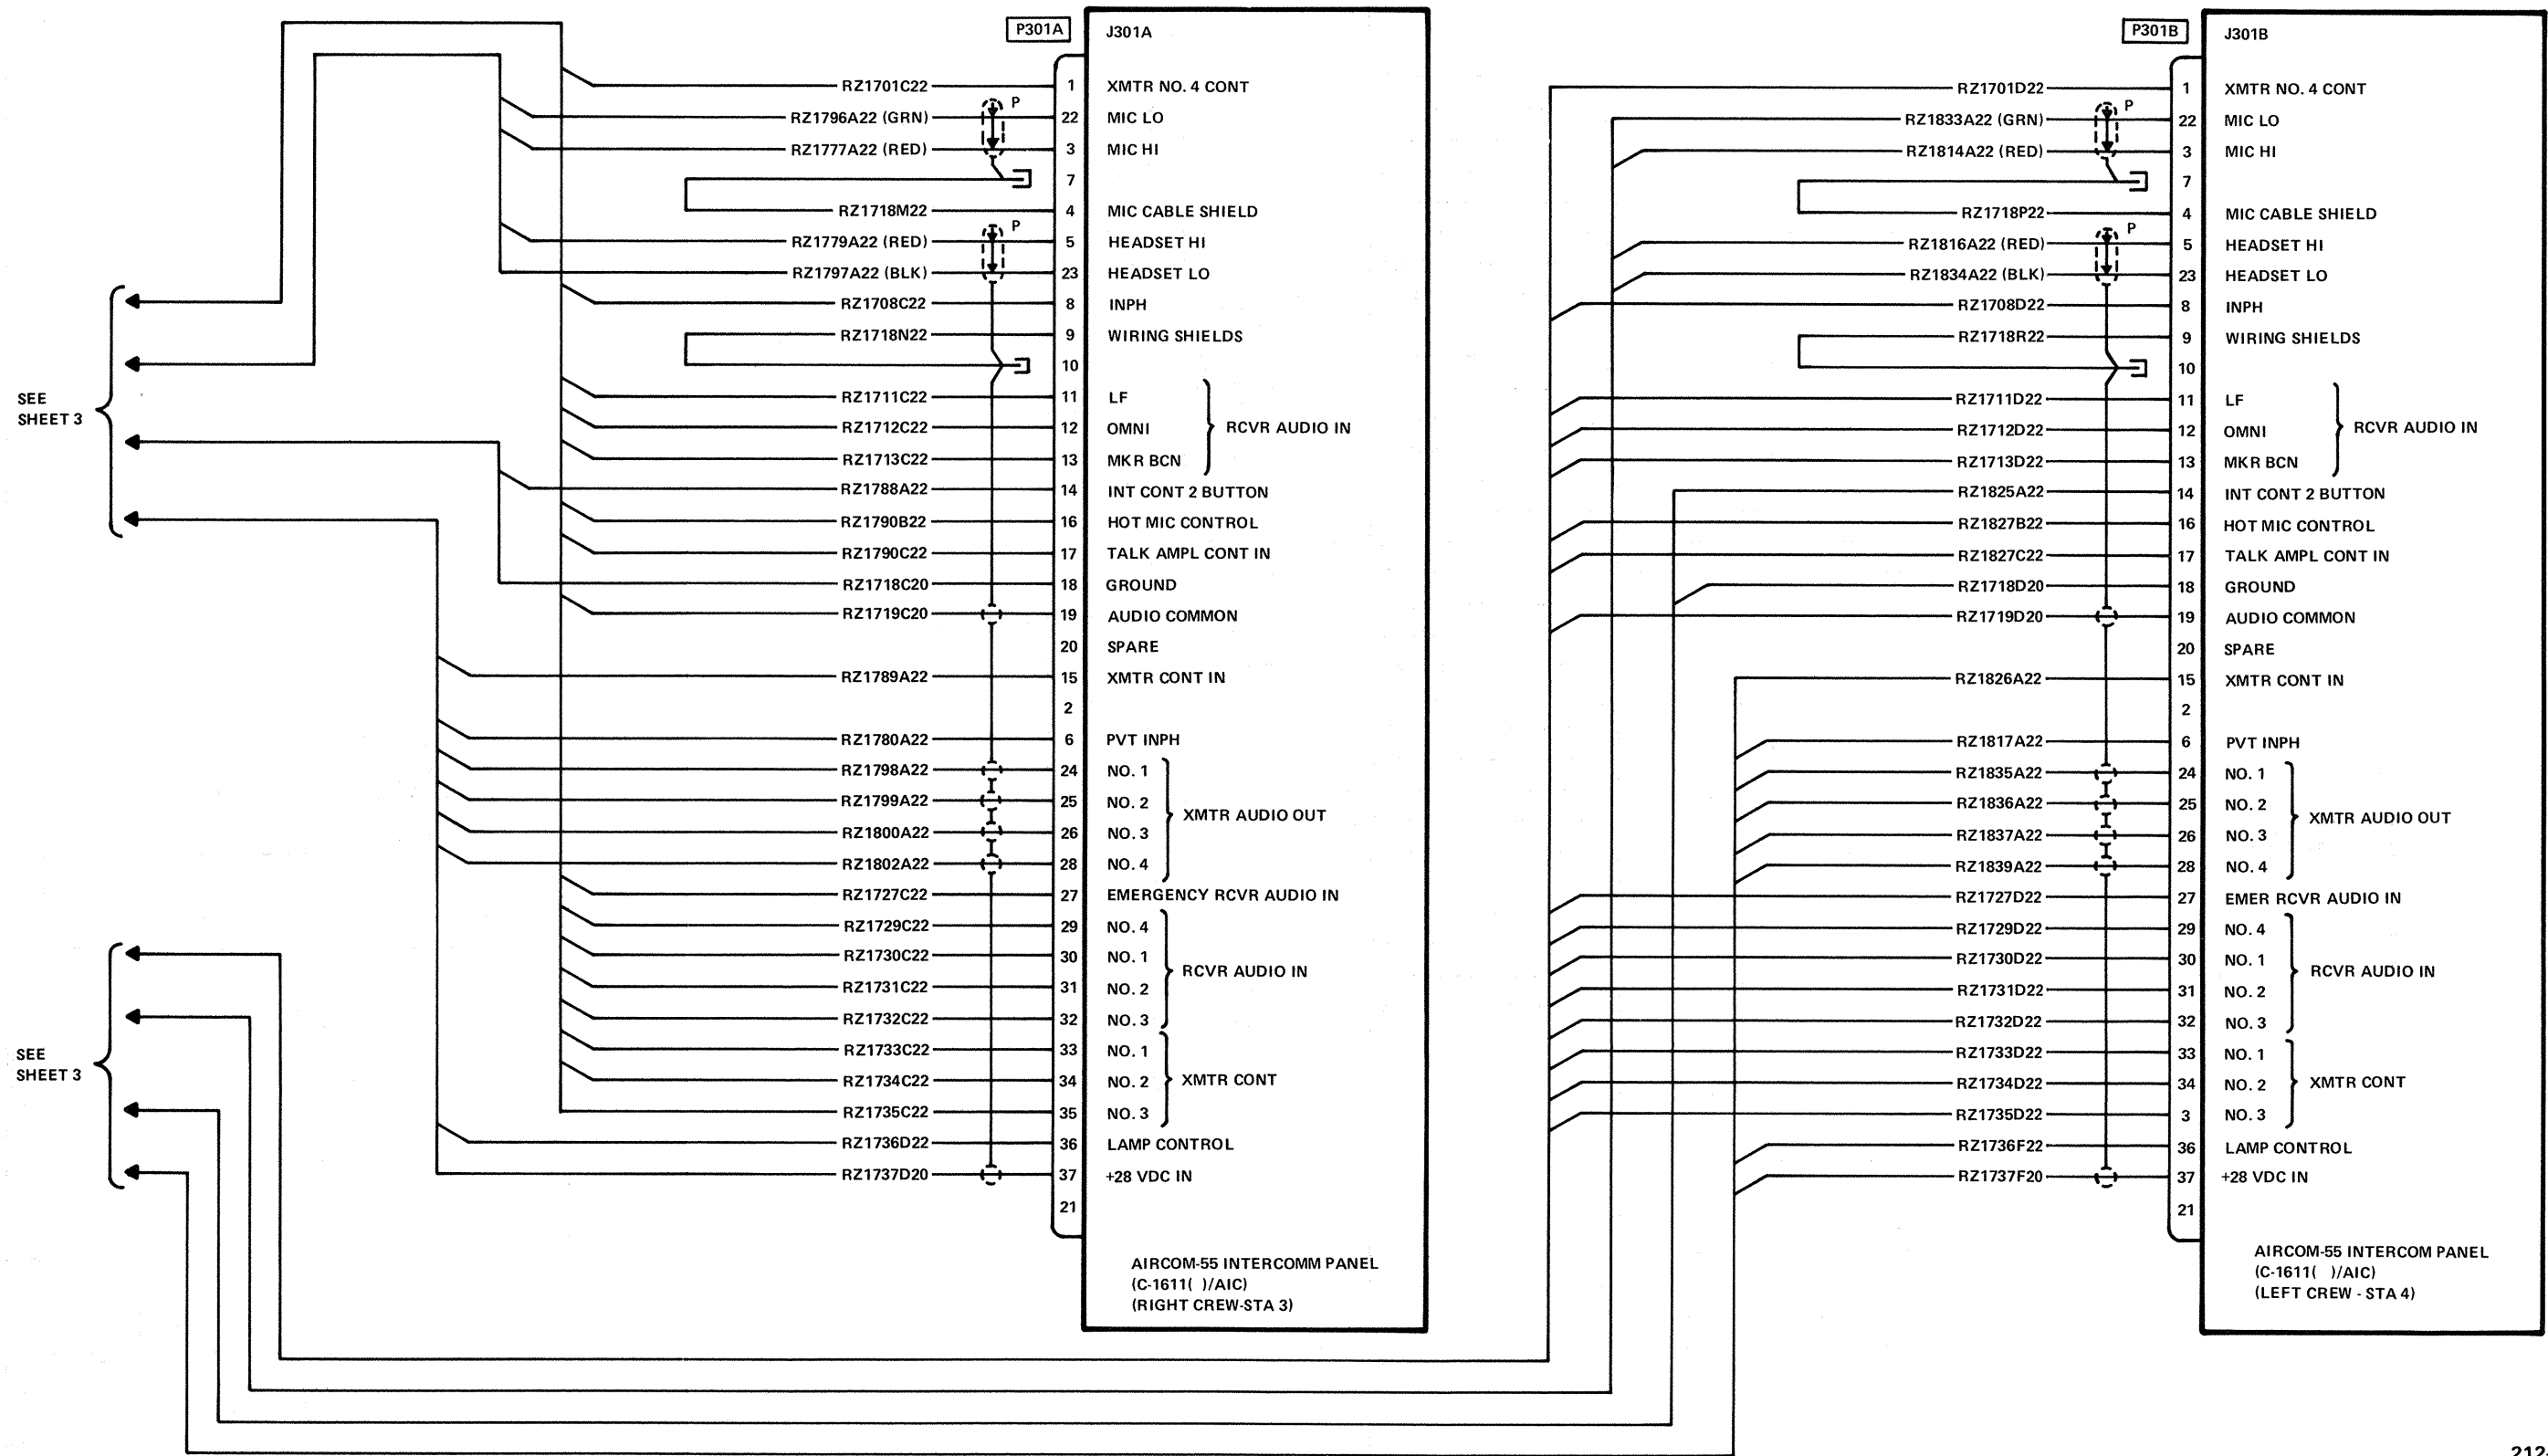 P301A
J301A
RZ1701C22 1 XMTR NO. 4 CONT
P
RZ1796A22 (GRN) 22 MIC LO
RZ1777A22 (RED) 3 MIC HI
7
RZ1718M22 4 MIC CABLE SHIELD
P
RZ1779A22 (RED) 5 HEADSET HI
RZ1797A22 (BLK) 23 HEADSET LO
RZ1708C22 8 INPH
RZ1718N22 9 WIRING SHIELDS
10
RZ1711C22 11 LF
RZ1712C22 12 OMNI RCVR AUDIO IN
RZ1713C22 13 MKR BCN
RZ1788A22 14 INT CONT 2 BUTTON
RZ1790B22 16 HOT MIC CONTROL
RZ1790C22 17 TALK AMPL CONT IN
RZ1718C20 18 GROUND
RZ1719C20 19 AUDIO COMMON
20 SPARE
RZ1789A22 15 XMTR CONT IN
2
RZ1780A22 6 PVT INPH
RZ1798A22 24 NO. 1
RZ1799A22 25 NO. 2
XMTR AUDIO OUT
RZ1800A22 26 NO. 3
RZ1802A22 28 NO. 4
RZ1727C22 27 EMERGENCY RCVR AUDIO IN
RZ1729C22 29 NO. 4
RZ1730C22 30 NO. 1
RCVR AUDIO IN
RZ1731C22 31 NO. 2
RZ1732C22 32 NO. 3
RZ1733C22 33 NO. 1
RZ1734C22 34 NO. 2 XMTR CONT
RZ1735C22 35 NO. 3
RZ1736D22 36 LAMP CONTROL
RZ1737D20 37 +28 VDC IN
21
AIRCOM-55 INTERCOMM PANEL
(C-1611( )/AIC)
(RIGHT CREW-STA 3)
SEE
SHEET 3
SEE
SHEET 3
P301B
J301B
RZ1701D22 1 XMTR NO. 4 CONT
P
RZ1833A22 (GRN) 22 MIC LO
RZ1814A22 (RED) 3 MIC HI
7
RZ1718P22 4 MIC CABLE SHIELD
P
RZ1816A22 (RED) 5 HEADSET HI
RZ1834A22 (BLK) 23 HEADSET LO
RZ1708D22 8 INPH
RZ1718R22 9 WIRING SHIELDS
10
RZ1711D22 11 LF
RZ1712D22 12 OMNI RCVR AUDIO IN
RZ1713D22 13 MKR BCN
RZ1825A22 14 INT CONT 2 BUTTON
RZ1827B22 16 HOT MIC CONTROL
RZ1827C22 17 TALK AMPL CONT IN
RZ1718D20 18 GROUND
RZ1719D20 19 AUDIO COMMON
20 SPARE
RZ1826A22 15 XMTR CONT IN
2
RZ1817A22 6 PVT INPH
RZ1835A22 24 NO. 1
RZ1836A22 25 NO. 2
XMTR AUDIO OUT
RZ1837A22 26 NO. 3
RZ1839A22 28 NO. 4
RZ1727D22 27 EMER RCVR AUDIO IN
RZ1729D22 29 NO. 4
RZ1730D22 30 NO. 1
RCVR AUDIO IN
RZ1731D22 31 NO. 2
RZ1732D22 32 NO. 3
RZ1733D22 33 NO. 1
RZ1734D22 34 NO. 2 XMTR CONT
RZ1735D22 3 NO. 3
RZ1736F22 36 LAMP CONTROL
RZ1737F20 37 +28 VDC IN
21
AIRCOM-55 INTERCOM PANEL
(C-1611( )/AIC)
(LEFT CREW - STA 4)